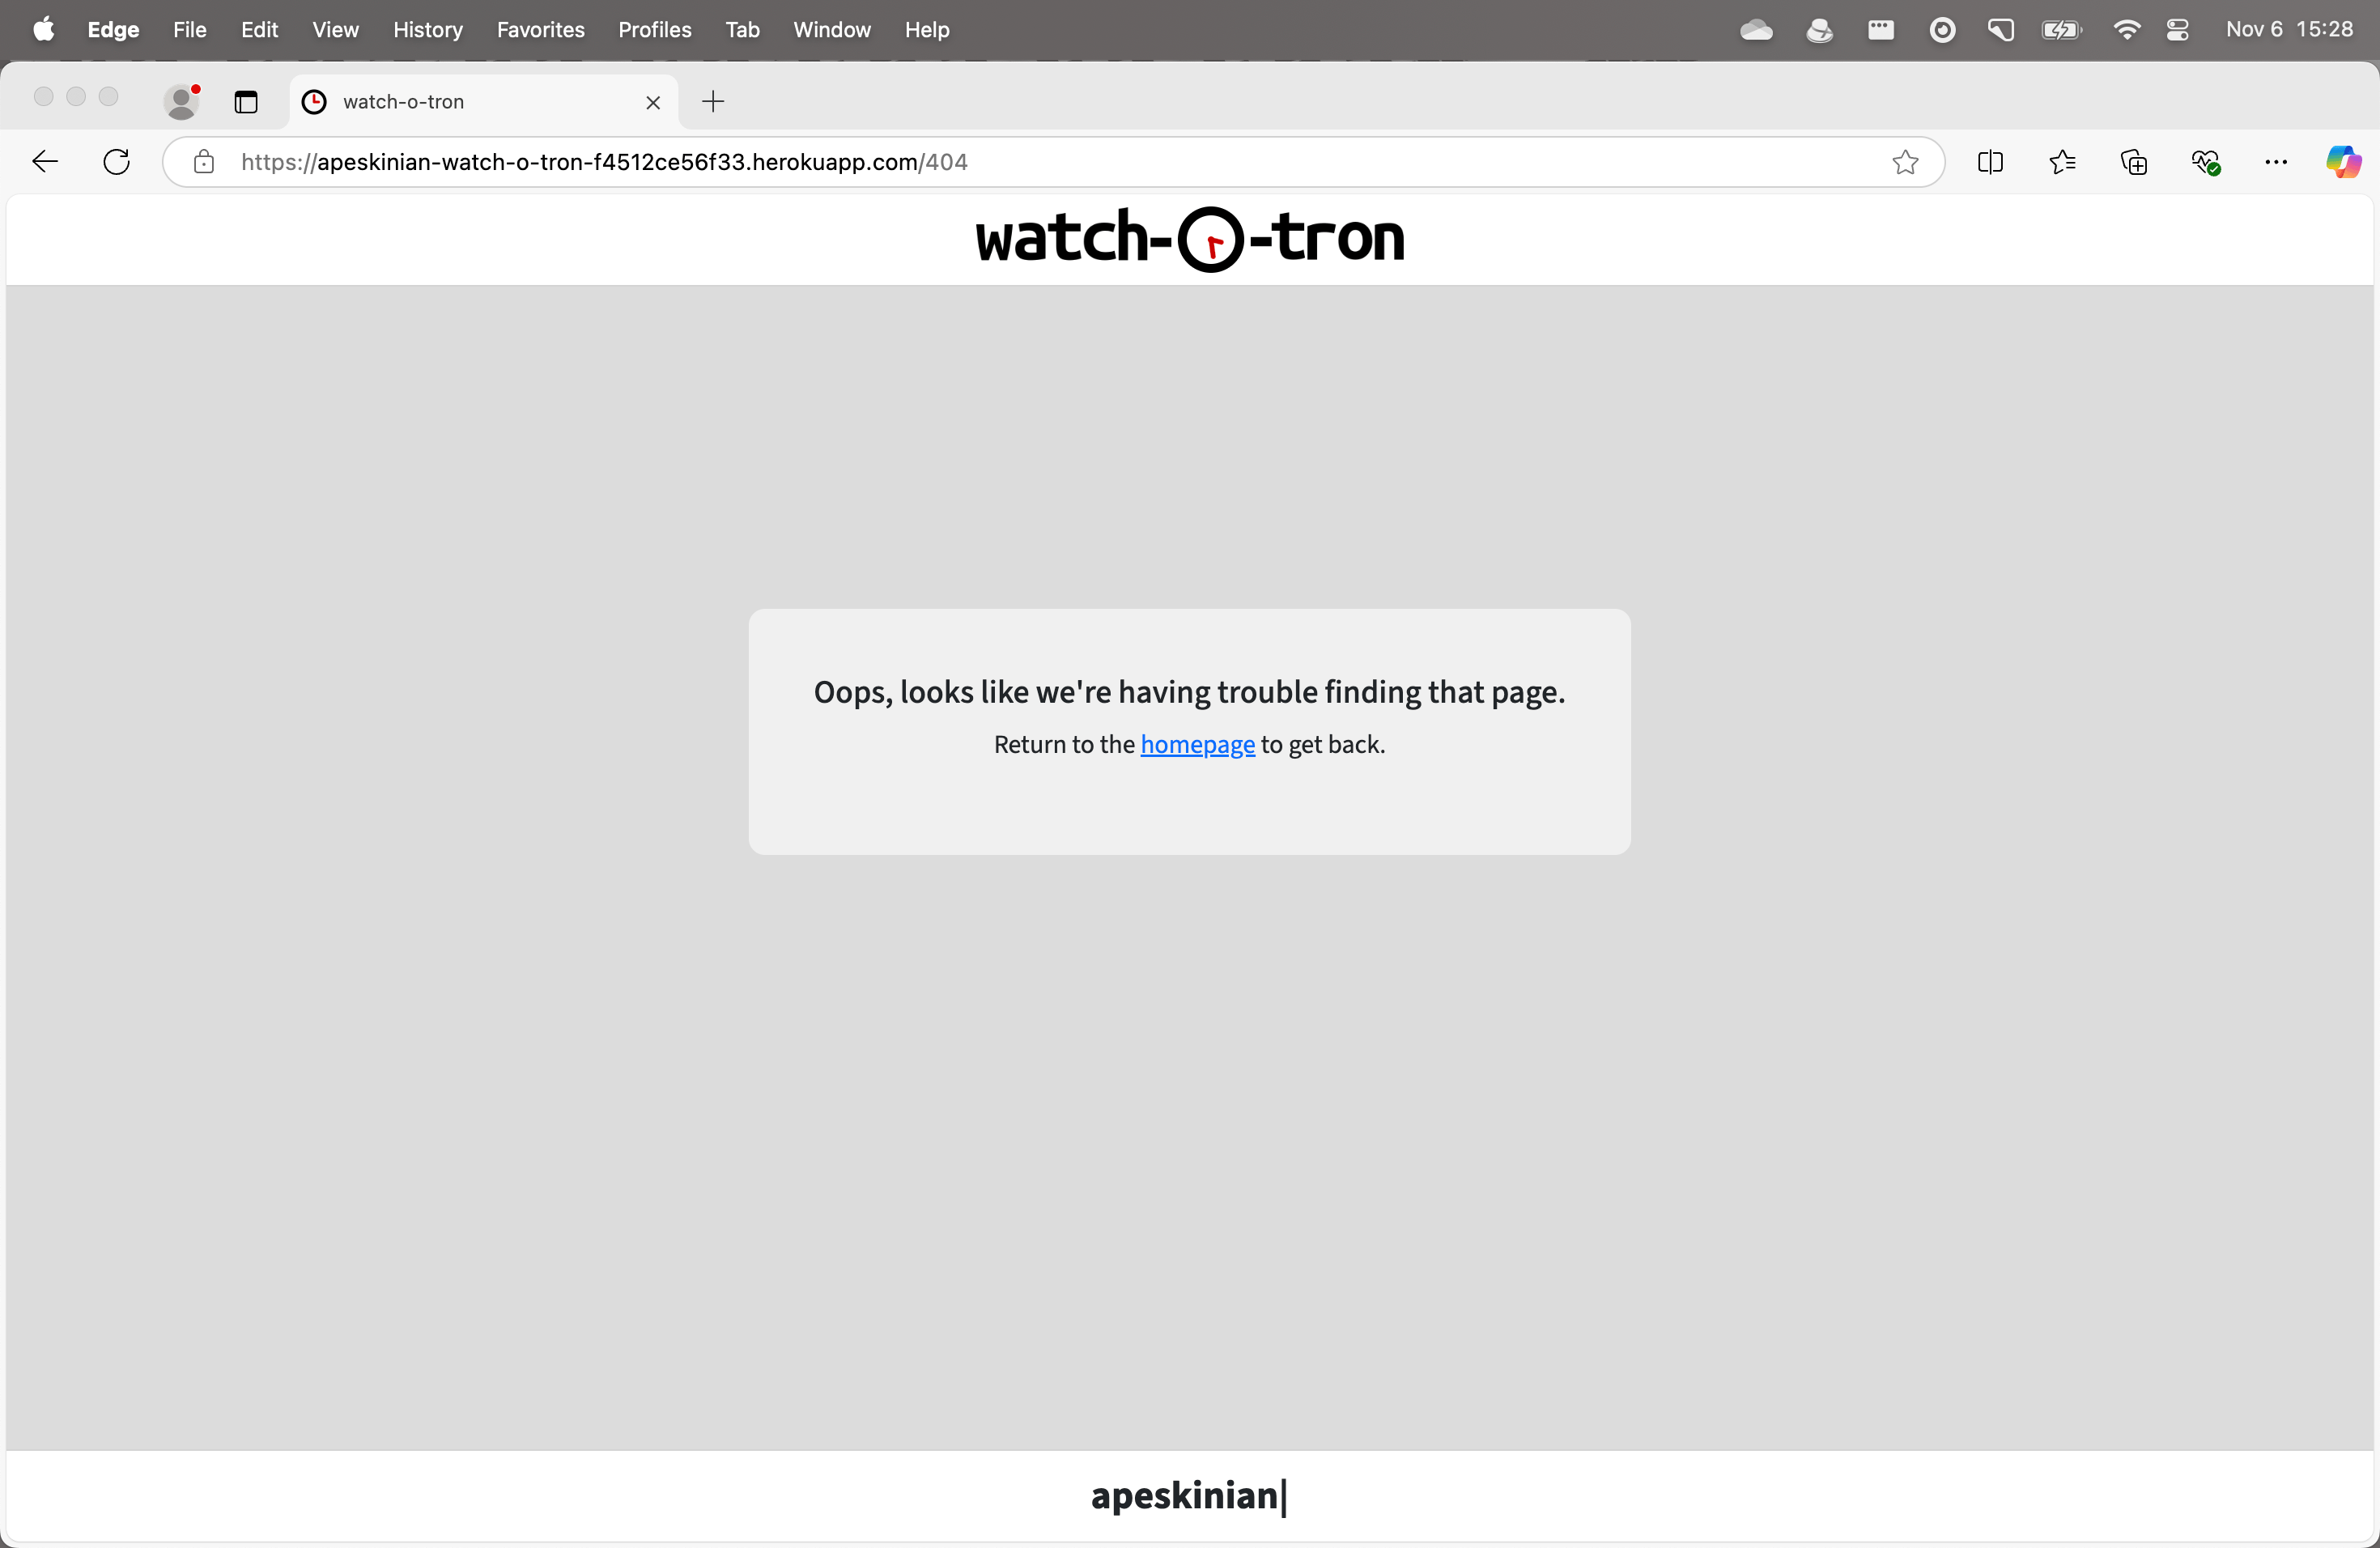 Edge File Edit View History Favorites Profiles Tab Window Help Nov 6 15:28
watch-o-tron
https://apeskinian-watch-o-tron-f4512ce56f33.herokuapp.com/404
watch-o-tron
Oops, looks like we're having trouble finding that page.
Return to the homepage to get back.
apeskinian|